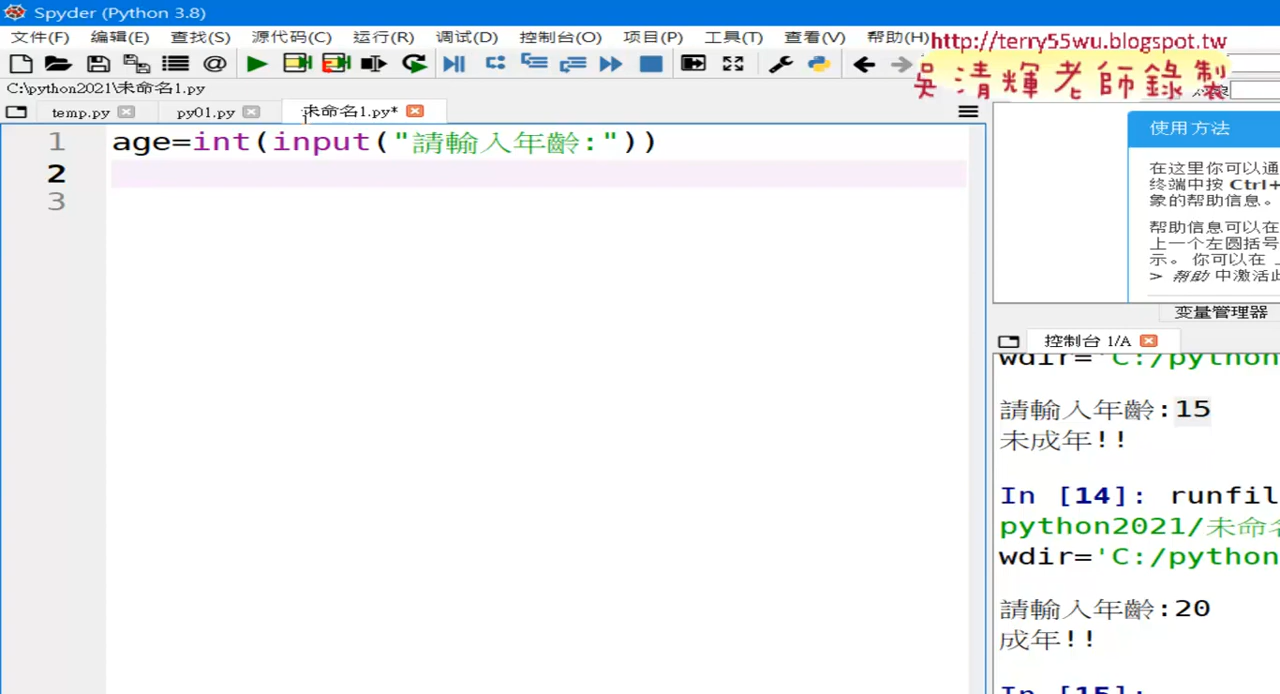 Spyder (Python 3.8)
文件(F) 编辑(E) 查找(S) 源代码(C) 运行(R) 调试(D) 控制台(O) 项目(P) 工具(T) 查看(V) 帮助(H)
http://terry55wu.blogspot.tw
吳清輝老師錄製
C:\python2021\未命名1.py
temp.py py01.py 未命名1.py*
1 age=int(input("請輸入年齡:"))
2
3
使用方法
在这里你可以通
终端中按 Ctrl+
象的帮助信息。
帮助信息可以在
上一个左圆括号
示。 你可以在
> 帮助 中激活此
变量管理器
控制台 1/A
wdir='C:/python
請輸入年齡:15
未成年!!
In [14]: runfil
python2021/未命名
wdir='C:/python
請輸入年齡:20
成年!!
In [15]: